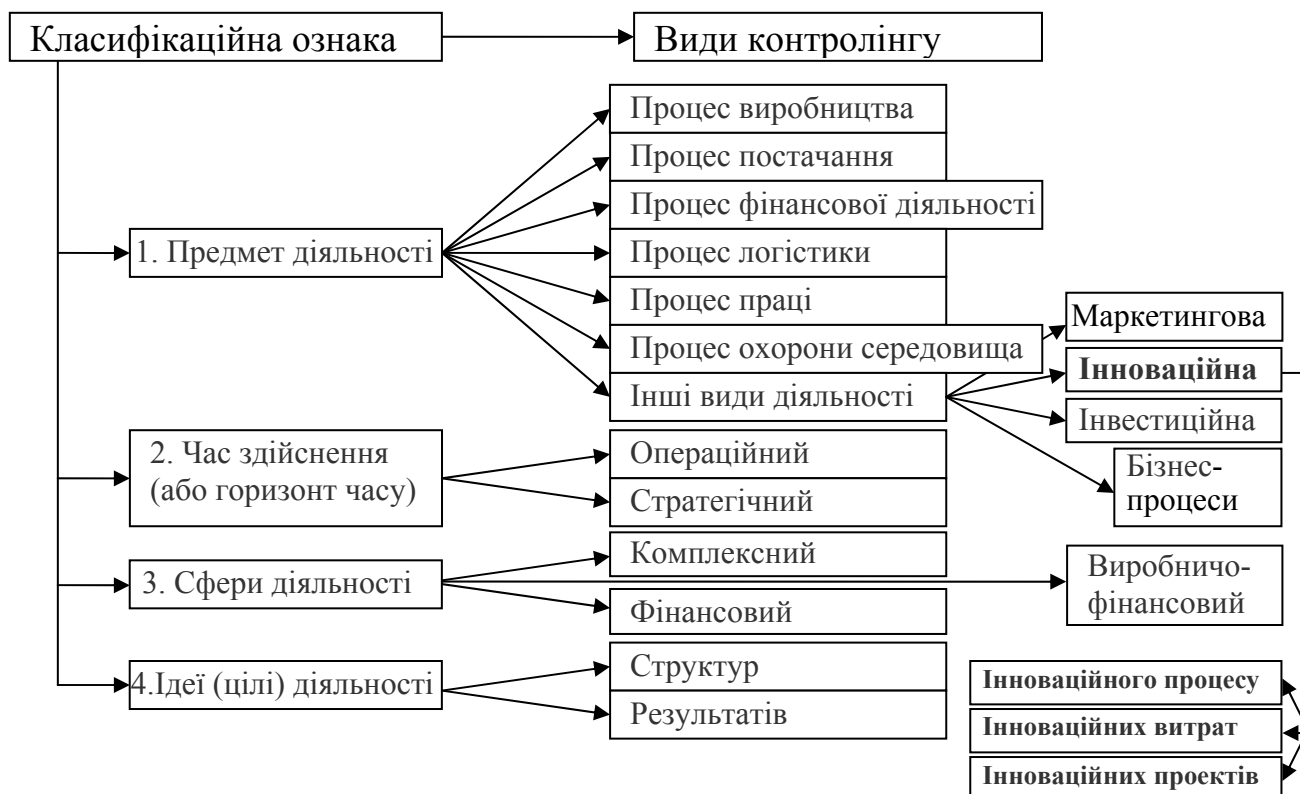 Класифікаційна ознака
Види контролінгу
1. Предмет діяльності
Процес виробництва
Процес постачання
Процес фінансової діяльності
Процес логістики
Процес праці
Процес охорони середовища
Інші види діяльності
Маркетингова
Інноваційна
Інвестиційна
Бізнес-
процеси
2. Час здійснення
(або горизонт часу)
Операційний
Стратегічний
3. Сфери діяльності
Комплексний
Фінансовий
Виробничо-
фінансовий
4.Ідеї (цілі) діяльності
Структур
Результатів
Інноваційного процесу
Інноваційних витрат
Інноваційних проектів